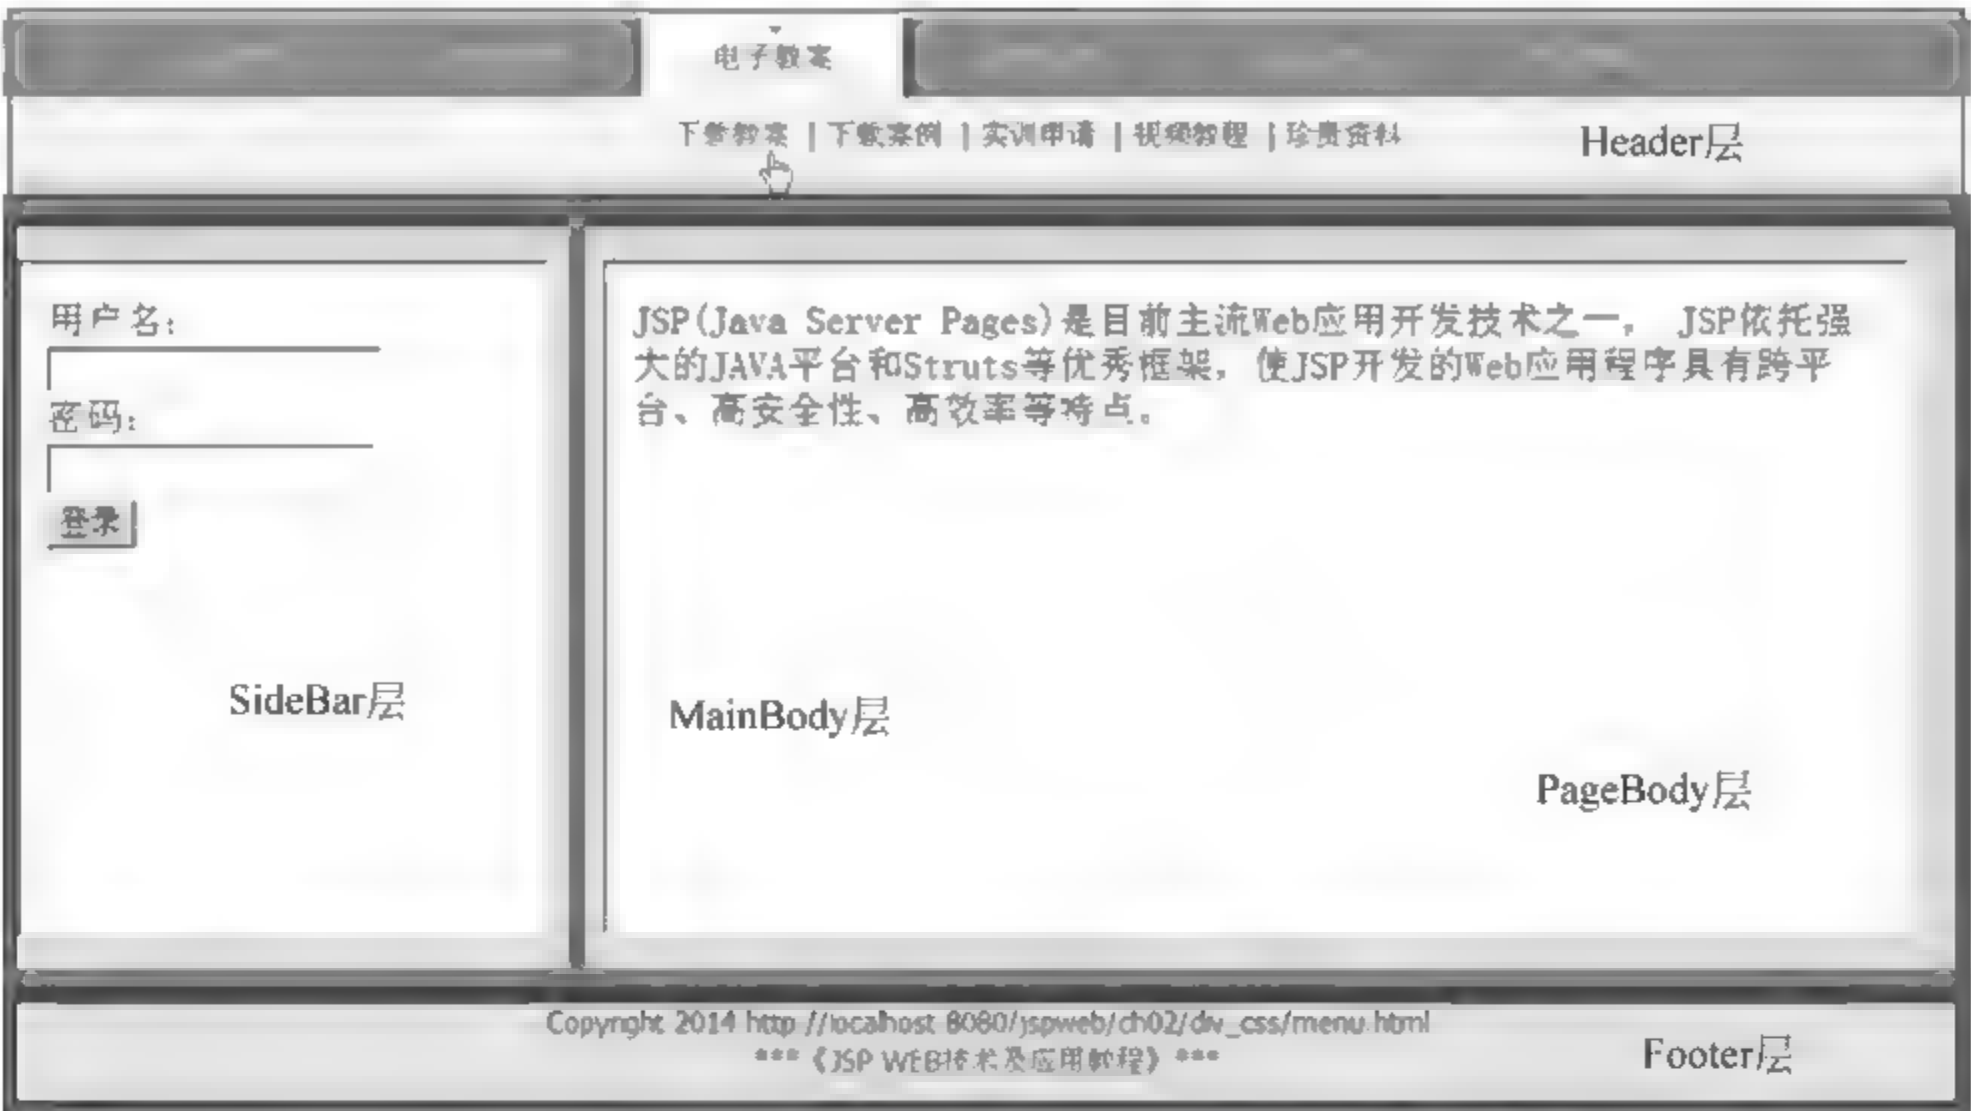 电子教案
下载教案 | 下载案例 | 实训申请 | 视频教程 | 珍贵资料
Header层
用户名:
密码:
登录
SideBar层
JSP(Java Server Pages)是目前主流Web应用开发技术之一, JSP依托强
大的JAVA平台和Struts等优秀框架, 使JSP开发的Web应用程序具有跨平
台、高安全性、高效率等特点。
MainBody层
PageBody层
Copyright 2014 http://localhost:8080/jspweb/ch02/div_css/menu.html
***《JSP WEB技术及应用教程》***
Footer层